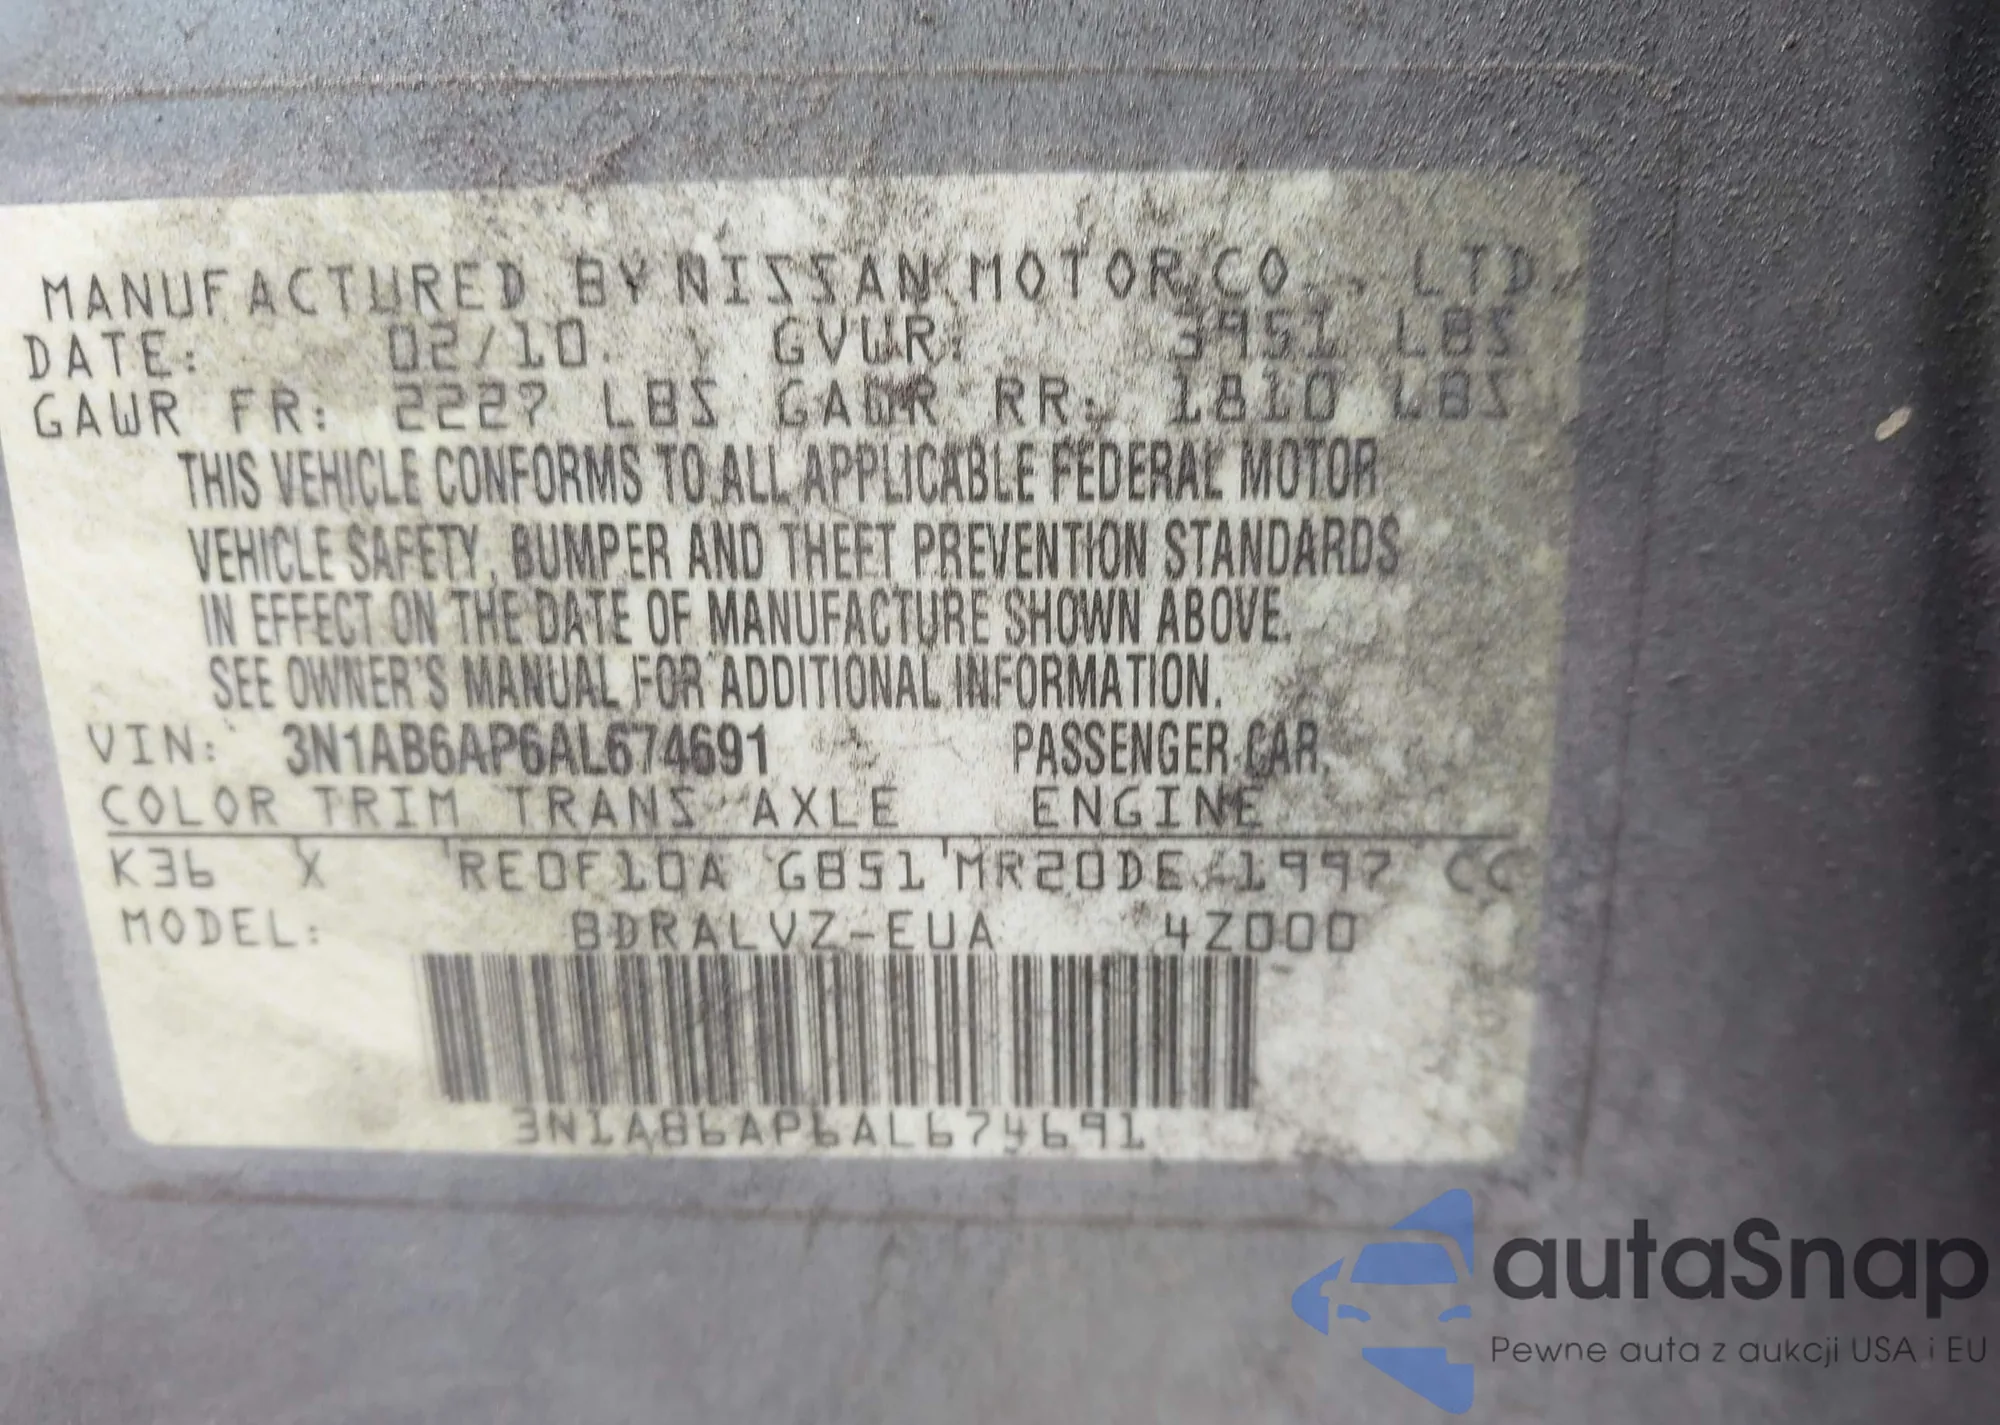 MANUFACTURED BY NISSAN MOTOR CO., LTD.
DATE: 02/10 GVWR: 3951 LBS
GAWR FR: 2227 LBS GAWR RR: 1810 LBS
THIS VEHICLE CONFORMS TO ALL APPLICABLE FEDERAL MOTOR
VEHICLE SAFETY, BUMPER AND THEFT PREVENTION STANDARDS
IN EFFECT ON THE DATE OF MANUFACTURE SHOWN ABOVE.
SEE OWNER'S MANUAL FOR ADDITIONAL INFORMATION.
VIN: 3N1AB6AP6AL674691 PASSENGER CAR
COLOR TRIM TRANS AXLE ENGINE
K36 X RE0F10A GB51 MR20DE 1997 CC
MODEL: BDRALVZ-EUA 4Z000
3N1AB6AP6AL674691
autaSnap
Pewne auta z aukcji USA i EU